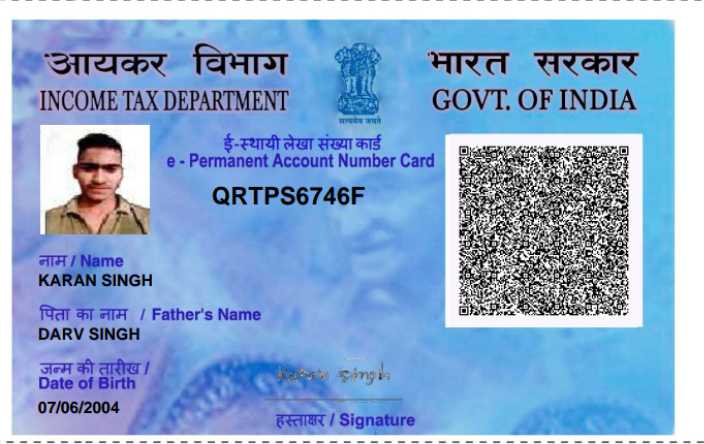 आयकर विभाग
INCOME TAX DEPARTMENT
सत्यमेव जयते
भारत सरकार
GOVT. OF INDIA
ई-स्थायी लेखा संख्या कार्ड
e - Permanent Account Number Card
QRTPS6746F
नाम / Name
KARAN SINGH
पिता का नाम / Father's Name
DARV SINGH
जन्म की तारीख /
Date of Birth
07/06/2004
Karan Singh
हस्ताक्षर / Signature